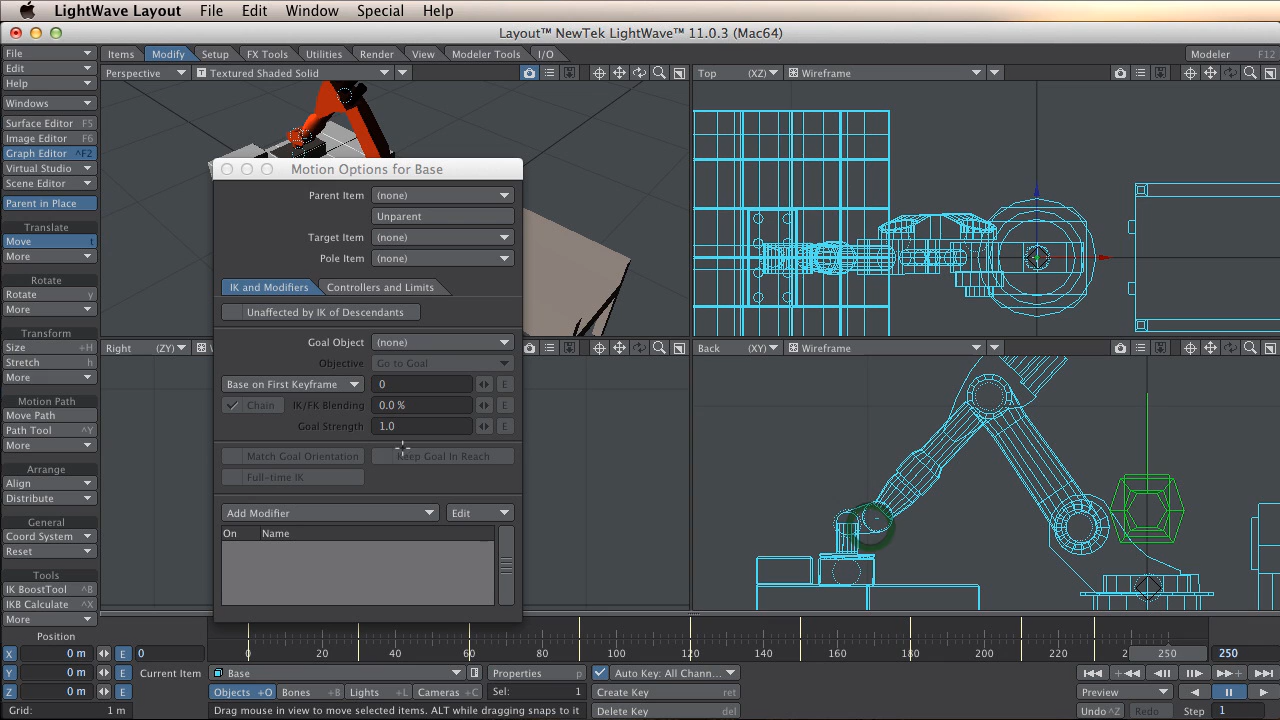 LightWave Layout File Edit Window Special Help
Layout™ NewTek LightWave™ 11.0.3 (Mac64)
File
Edit
Help
Windows
Surface Editor F5
Image Editor F6
Graph Editor ^F2
Virtual Studio
Scene Editor
Parent in Place
Translate
Move t
More
Rotate
Rotate y
More
Transform
Size +H
Stretch h
More
Motion Path
Move Path
Path Tool ^Y
More
Arrange
Align
Distribute
General
Coord System
Reset
Tools
IK BoostTool ^B
IKB Calculate ^X
More
Items Modify Setup FX Tools Utilities Render View Modeler Tools I/O Modeler F12
Perspective Textured Shaded Solid
Top (XZ) Wireframe
Right (ZY)
Back (XY) Wireframe
Motion Options for Base
Parent Item (none)
Unparent
Target Item (none)
Pole Item (none)
IK and Modifiers Controllers and Limits
Unaffected by IK of Descendants
Goal Object (none)
Objective Go to Goal
Base on First Keyframe 0 E
Chain IK/FK Blending 0.0 % E
Goal Strength 1.0 E
Match Goal Orientation Keep Goal In Reach
Full-time IK
Add Modifier Edit
On Name
Position
X 0 m E
Y 0 m E
Z 0 m E
Grid: 1 m
0 0 20 40 60 80 100 120 140 160 180 200 2 250 250
Current Item Base Properties p Auto Key: All Chann...
Objects +O Bones +B Lights +L Cameras +C Sel: 1 Create Key ret Preview
Drag mouse in view to move selected items. ALT while dragging snaps to it Delete Key del Undo ^Z Redo Step 1